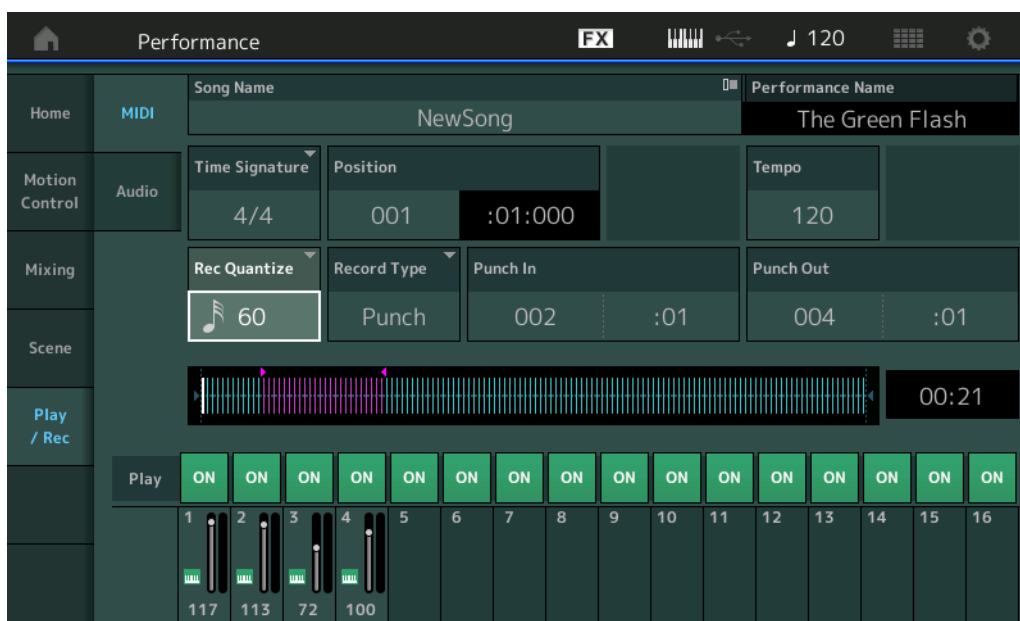 Performance
FX
120
Song Name
Performance Name
Home
MIDI
NewSong
The Green Flash
Time Signature
Position
Tempo
Motion
Control
Audio
4/4
001
:01:000
120
Mixing
Rec Quantize
Record Type
Punch In
Punch Out
60
Punch
002
:01
004
:01
Scene
Play
/ Rec
00:21
Play
ON ON ON ON ON ON ON ON ON ON ON ON ON ON ON ON
1 2 3 4 5 6 7 8 9 10 11 12 13 14 15 16
117 113 72 100